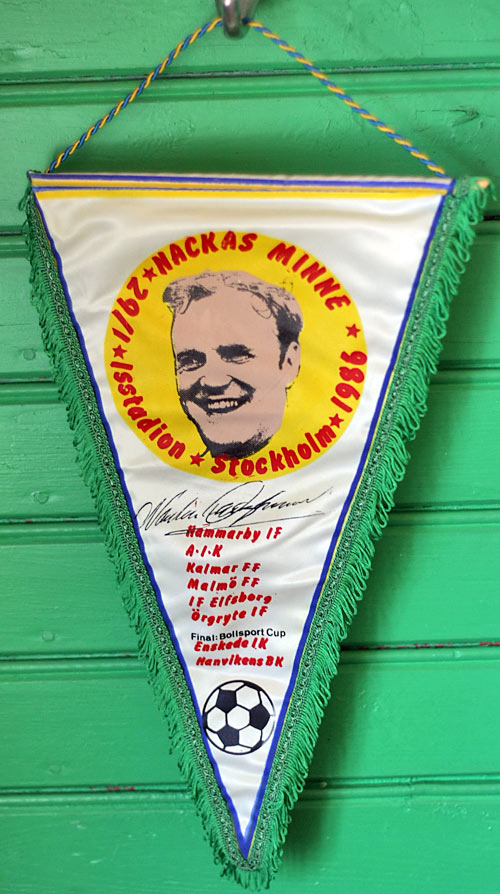 ★ NACKAS MINNE ★
1986 ★ Stockholm ★ Isstadion ★ 29/11
Hammarby IF
A·I·K
Kalmar FF
Malmö FF
IF Elfsborg
Örgryte IF
Final: Bollsport Cup
Enskede IK
Hanvikens BK